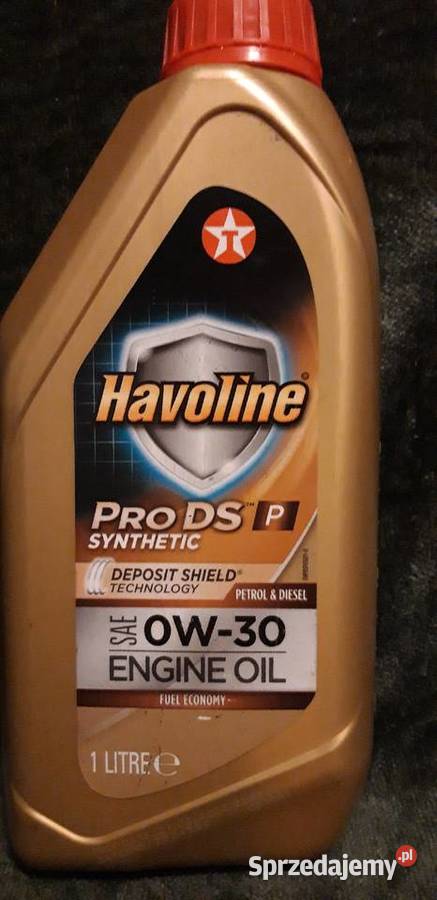 T
Havoline®
PRO DS™ P
SYNTHETIC
DEPOSIT SHIELD®
TECHNOLOGY
PETROL & DIESEL
SAE 0W-30
ENGINE OIL
FUEL ECONOMY
1 LITRE ℮
Sprzedajemy.pl